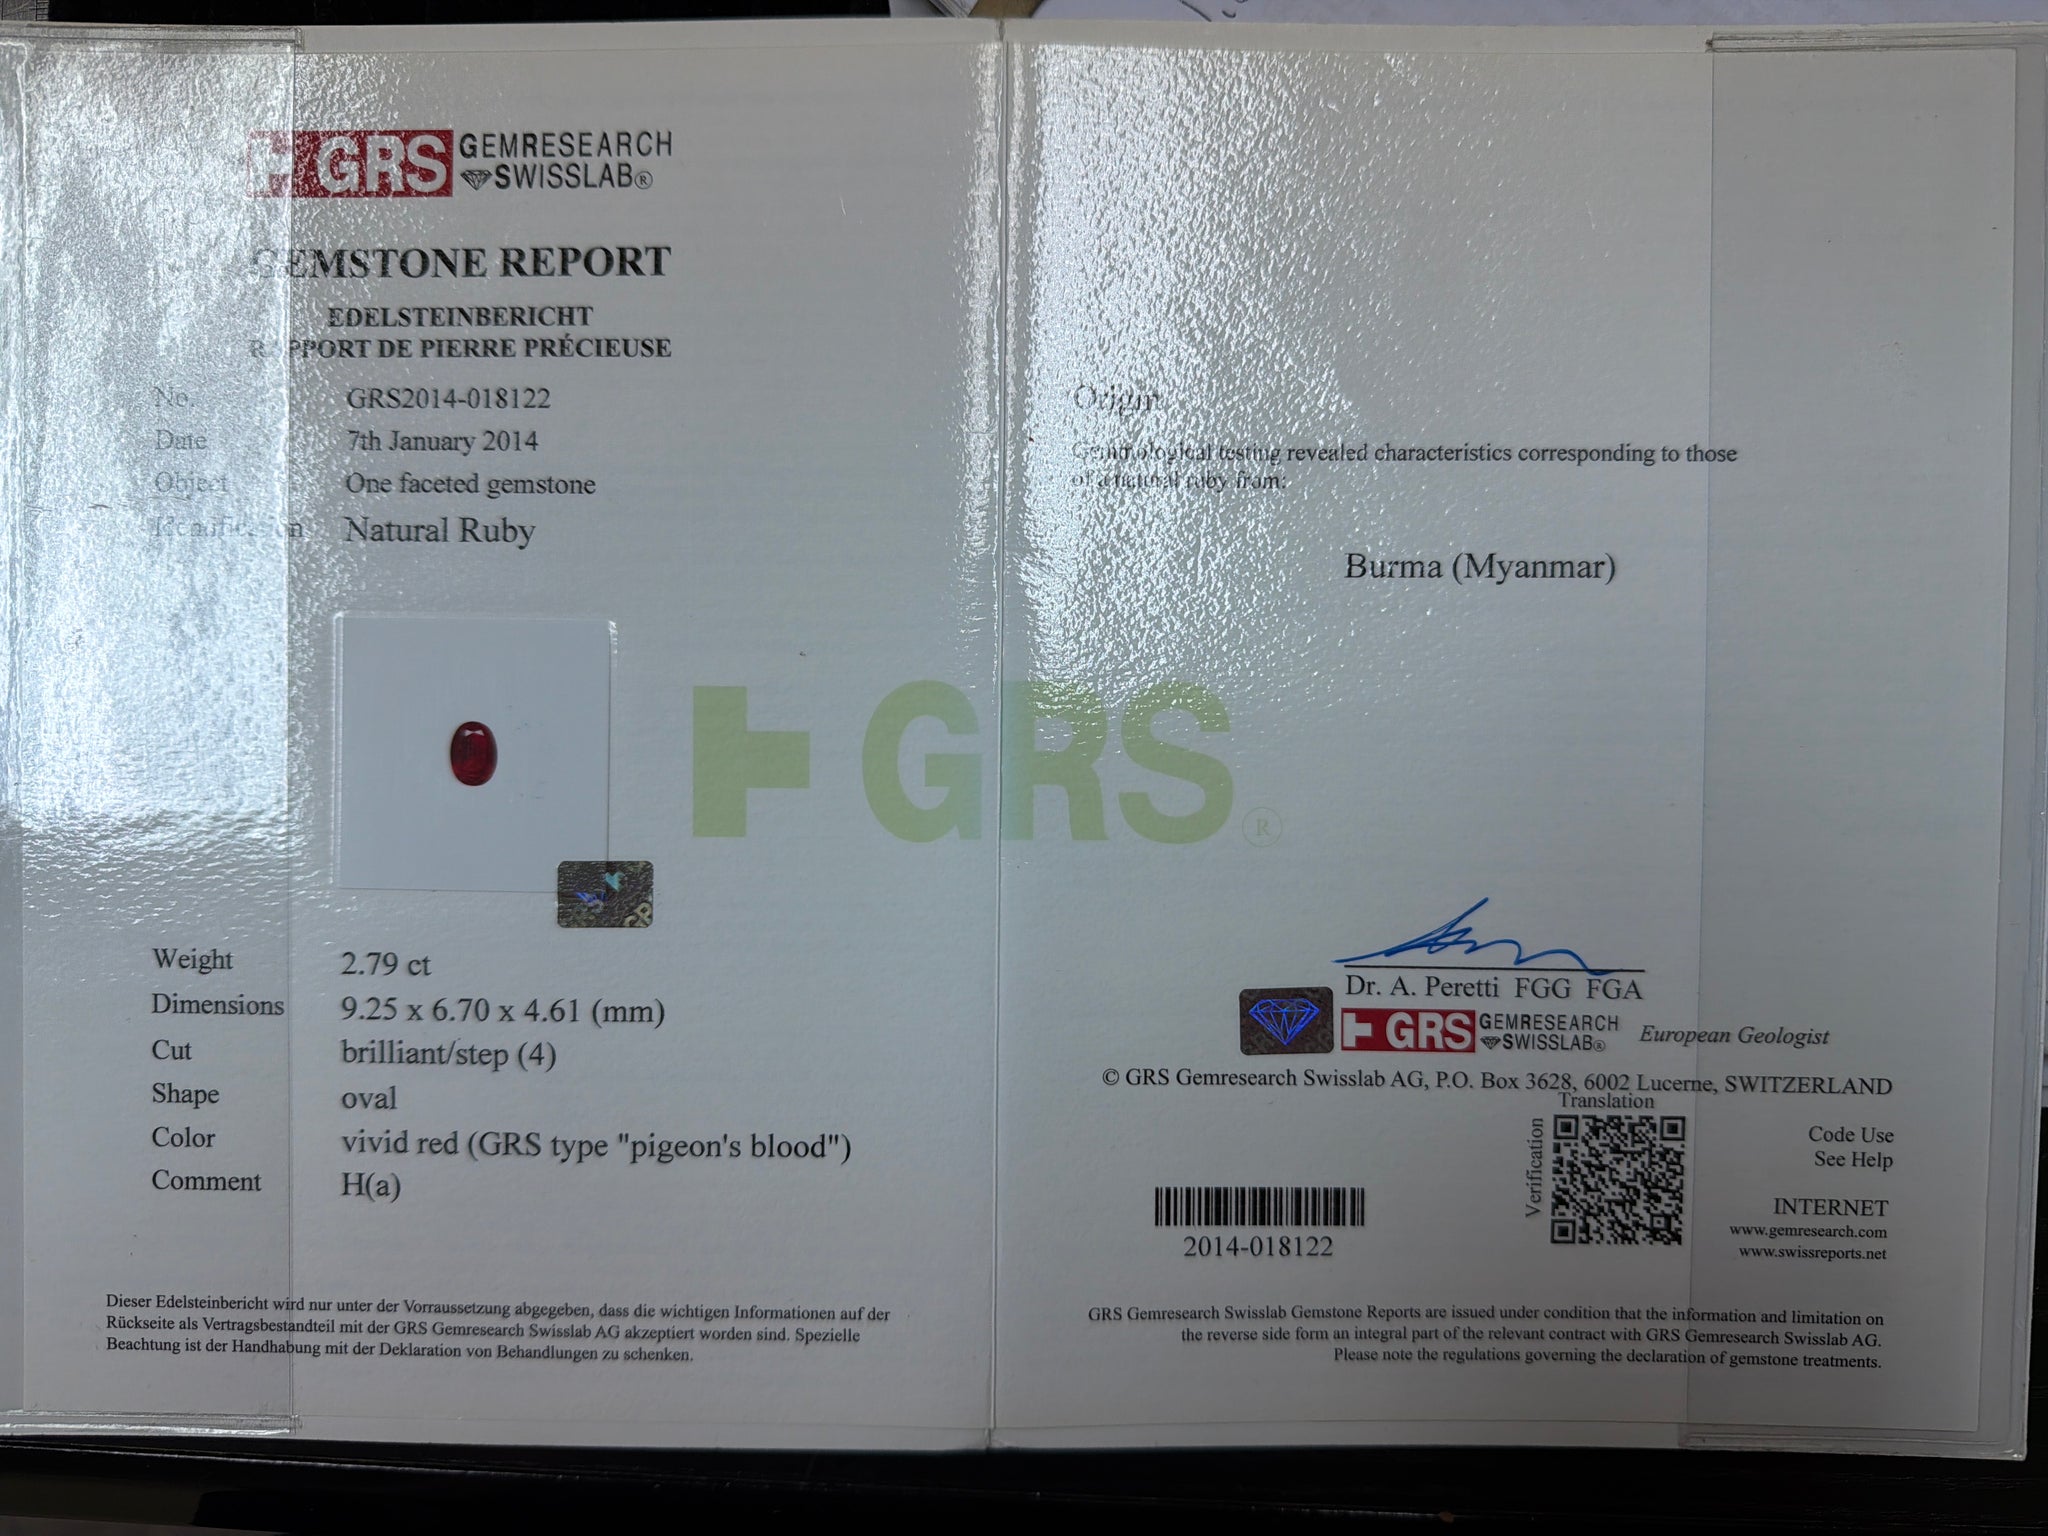 GRS GEMRESEARCH
SWISSLAB®
GEMSTONE REPORT
EDELSTEINBERICHT
RAPPORT DE PIERRE PRÉCIEUSE
No. GRS2014-018122
Date 7th January 2014
Object One faceted gemstone
Identification Natural Ruby
Weight 2.79 ct
Dimensions 9.25 x 6.70 x 4.61 (mm)
Cut brilliant/step (4)
Shape oval
Color vivid red (GRS type "pigeon's blood")
Comment H(a)
Dieser Edelsteinbericht wird nur unter der Vorraussetzung abgegeben, dass die wichtigen Informationen auf der
Rückseite als Vertragsbestandteil mit der GRS Gemresearch Swisslab AG akzeptiert worden sind. Spezielle
Beachtung ist der Handhabung mit der Deklaration von Behandlungen zu schenken.
GRS®
Origin
Gemmological testing revealed characteristics corresponding to those
of a natural ruby from:
Burma (Myanmar)
Dr. A. Peretti FGG FGA
GRS GEMRESEARCH
SWISSLAB®
European Geologist
© GRS Gemresearch Swisslab AG, P.O. Box 3628, 6002 Lucerne, SWITZERLAND
Translation
Verification
Code Use
See Help
INTERNET
www.gemresearch.com
www.swissreports.net
2014-018122
GRS Gemresearch Swisslab Gemstone Reports are issued under condition that the information and limitation on
the reverse side form an integral part of the relevant contract with GRS Gemresearch Swisslab AG.
Please note the regulations governing the declaration of gemstone treatments.